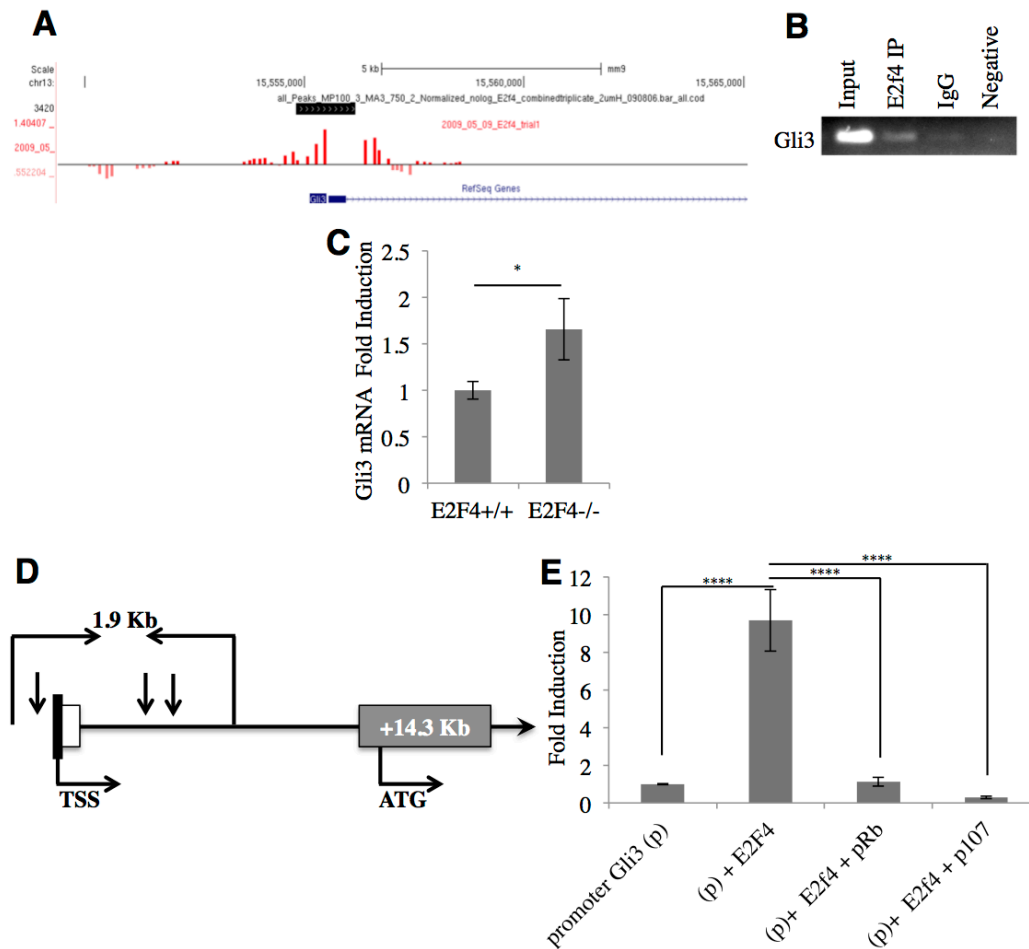 A
Scale
chr13:
5 kb
mm9
15,555,000
15,560,000
15,565,000
all_Peaks_MP100_3_MA3_750_2_Normalized_nolog_E2f4_combinedtriplicate_2umH_090806.bar_all.cod
3420
1.40407 _
2009_05_09_E2f4_trial1
2009_05_
.552204 _
RefSeq Genes
Gli3
B
Input
E2f4 IP
IgG
Negative
Gli3
C
Gli3 mRNA Fold Induction
2.5
2
1.5
1
0.5
0
*
E2F4+/+
E2F4-/-
D
1.9 Kb
+14.3 Kb
TSS
ATG
E
Fold Induction
12
10
8
6
4
2
0
****
****
****
promoter Gli3 (p)
(p) + E2F4
(p)+ E2f4 + pRb
(p)+ E2f4 + p107